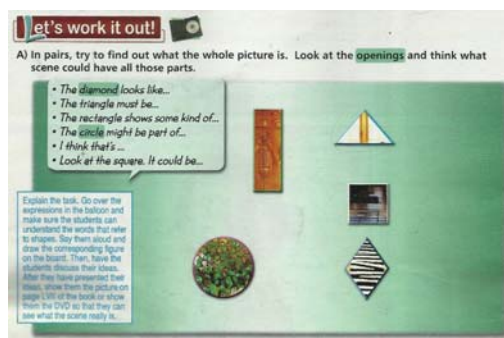 Let's work it out!
A) In pairs, try to find out what the whole picture is. Look at the openings and think what
scene could have all those parts.
• The diamond looks like...
• The triangle must be...
• The rectangle shows some kind of...
• The circle might be part of...
• I think that's ...
• Look at the square. It could be...
Explain the task. Go over the
expressions in the balloon and
make sure the students can
understand the words that refer
to shapes. Say them aloud and
draw the corresponding figure
on the board. Then, have the
students discuss their ideas.
After they have presented their
ideas, show them the picture on
page LVII of the book or show
them the DVD so that they can
see what the scene really is.